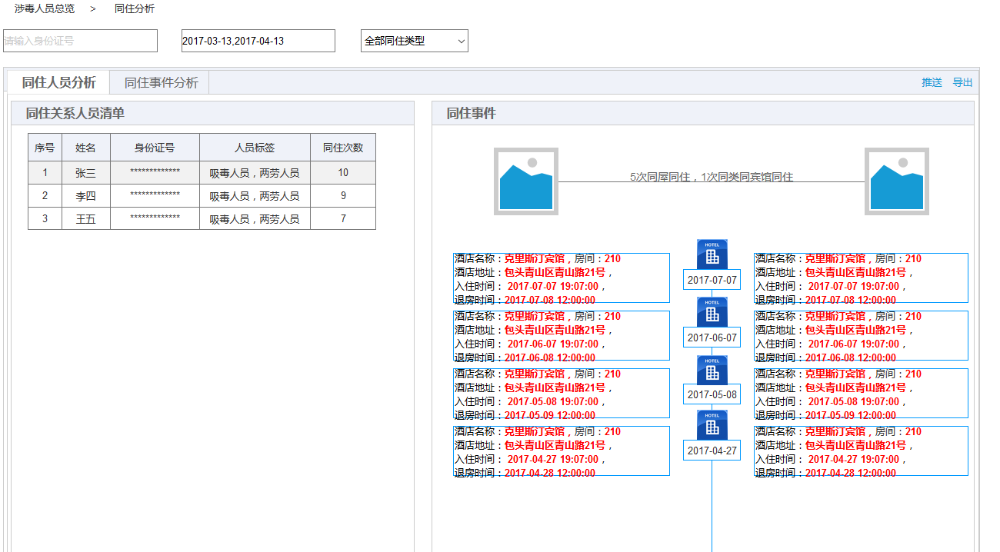 涉毒人员总览 > 同住分析
请输入身份证号
2017-03-13,2017-04-13
全部同住类型
同住人员分析
同住事件分析
推送 导出
同住关系人员清单
序号 姓名 身份证号 人员标签 同住次数
1 张三 ************* 吸毒人员，两劳人员 10
2 李四 ************* 吸毒人员，两劳人员 9
3 王五 ************* 吸毒人员，两劳人员 7
同住事件
5次同屋同住，1次同类同宾馆同住
酒店名称：克里斯汀宾馆，房间：210
酒店地址：包头青山区青山路21号，
入住时间： 2017-07-07 19:07:00，
退房时间：2017-07-08 12:00:00
HOTEL
2017-07-07
酒店名称：克里斯汀宾馆，房间：210
酒店地址：包头青山区青山路21号，
入住时间： 2017-07-07 19:07:00，
退房时间：2017-07-08 12:00:00
酒店名称：克里斯汀宾馆，房间：210
酒店地址：包头青山区青山路21号，
入住时间： 2017-06-07 19:07:00，
退房时间：2017-06-08 12:00:00
HOTEL
2017-06-07
酒店名称：克里斯汀宾馆，房间：210
酒店地址：包头青山区青山路21号，
入住时间： 2017-06-07 19:07:00，
退房时间：2017-06-08 12:00:00
酒店名称：克里斯汀宾馆，房间：210
酒店地址：包头青山区青山路21号，
入住时间： 2017-05-08 19:07:00，
退房时间：2017-05-09 12:00:00
HOTEL
2017-05-08
酒店名称：克里斯汀宾馆，房间：210
酒店地址：包头青山区青山路21号，
入住时间： 2017-05-08 19:07:00，
退房时间：2017-05-09 12:00:00
酒店名称：克里斯汀宾馆，房间：210
酒店地址：包头青山区青山路21号，
入住时间： 2017-04-27 19:07:00，
退房时间：2017-04-28 12:00:00
HOTEL
2017-04-27
酒店名称：克里斯汀宾馆，房间：210
酒店地址：包头青山区青山路21号，
入住时间： 2017-04-27 19:07:00，
退房时间：2017-04-28 12:00:00